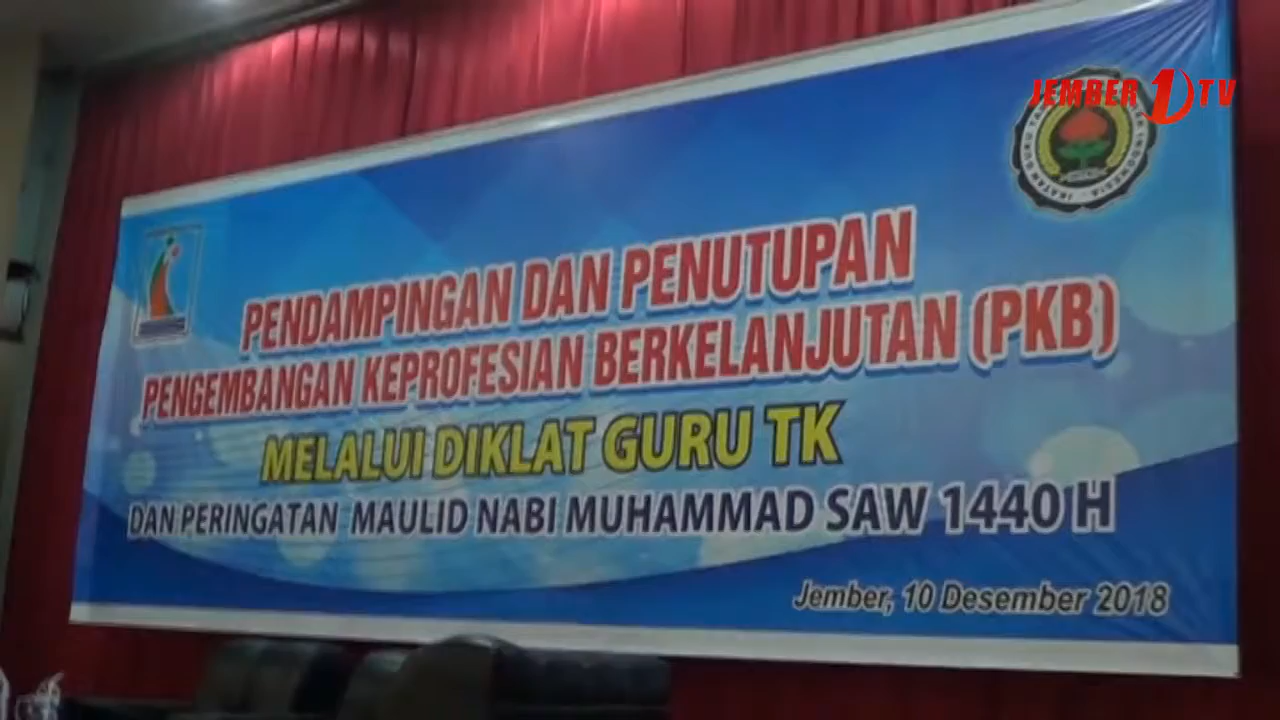 JEMBER 1 TV
PENDAMPINGAN DAN PENUTUPAN
PENGEMBANGAN KEPROFESIAN BERKELANJUTAN (PKB)
MELALUI DIKLAT GURU TK
DAN PERINGATAN MAULID NABI MUHAMMAD SAW 1440 H
Jember, 10 Desember 2018